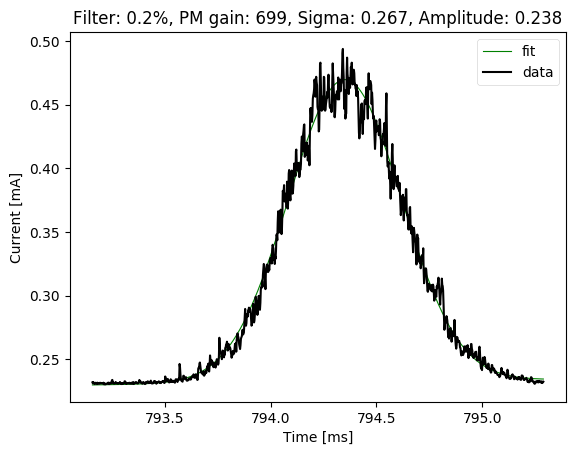 Filter: 0.2%, PM gain: 699, Sigma: 0.267, Amplitude: 0.238
fit
data
0.50
0.45
0.40
0.35
0.30
0.25
Current [mA]
793.5 794.0 794.5 795.0
Time [ms]